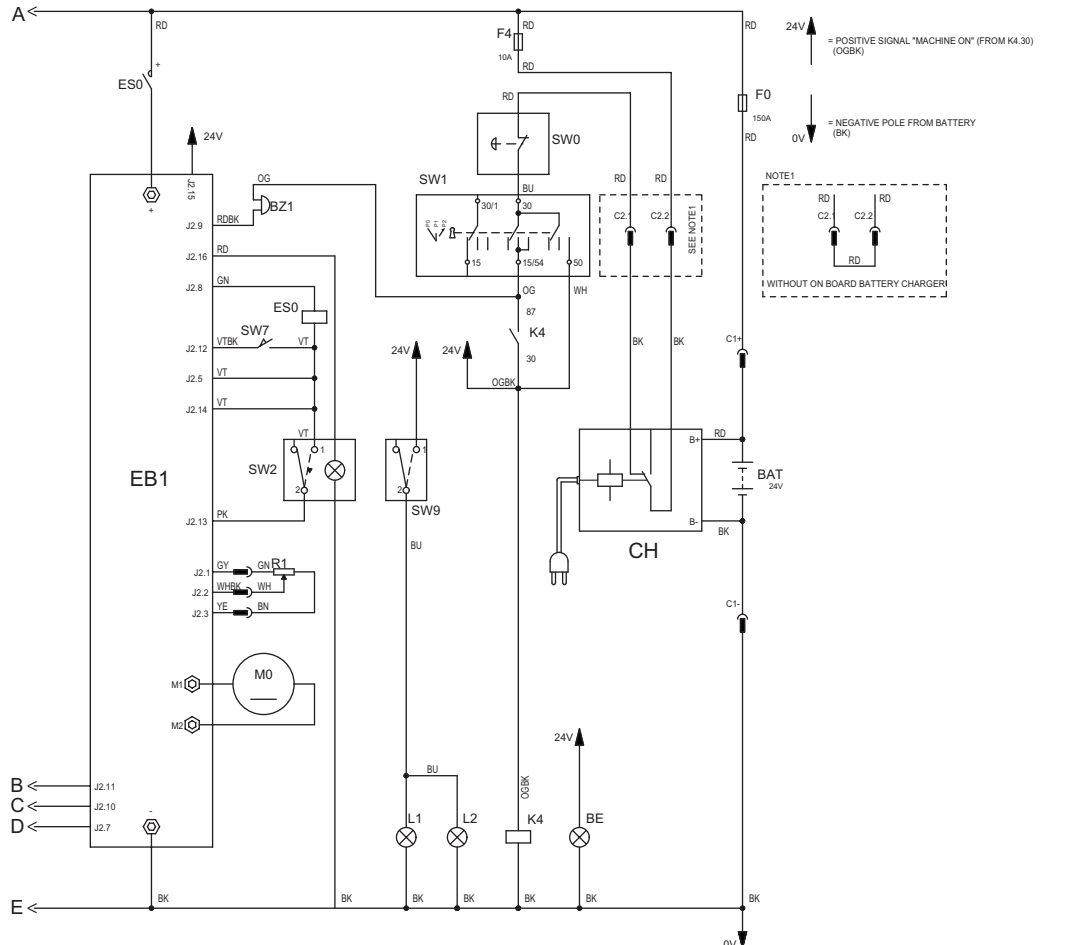 A
RD
RD
RD
24V
= POSITIVE SIGNAL "MACHINE ON" (FROM K4.30)
(OGBK)
F4
10A
RD
+
ES0
RD
F0
150A
= NEGATIVE POLE FROM BATTERY
(BK)
0V
RD
SW0
24V
NOTE1
J2.15
+
OG
BU
SW1
RD
RD
RD
RD
BZ1
30/1
30
C2.1
C2.2
C2.1
C2.2
J2.9
RDBK
P0
P1
P2
SEE NOTE1
J2.16
RD
15
15/54
50
RD
J2.8
GN
OG
WH
WITHOUT ON BOARD BATTERY CHARGER
ES0
87
SW7
K4
J2.12
VTBK
VT
24V
24V
30
BK
BK
C1+
J2.5
VT
OGBK
J2.14
VT
VT
RD
B+
1
1
SW2
BAT
24V
EB1
2
2
SW9
J2.13
PK
B-
BK
BU
CH
J2.1
GY
GN
R1
J2.2
WHBK
WH
J2.3
YE
BN
C1-
M0
M1
M2
24V
BU
B
J2.11
OGBK
C
J2.10
L1
L2
K4
BE
D
J2.7
-
BK
BK
BK
BK
BK
BK
BK
E
0V